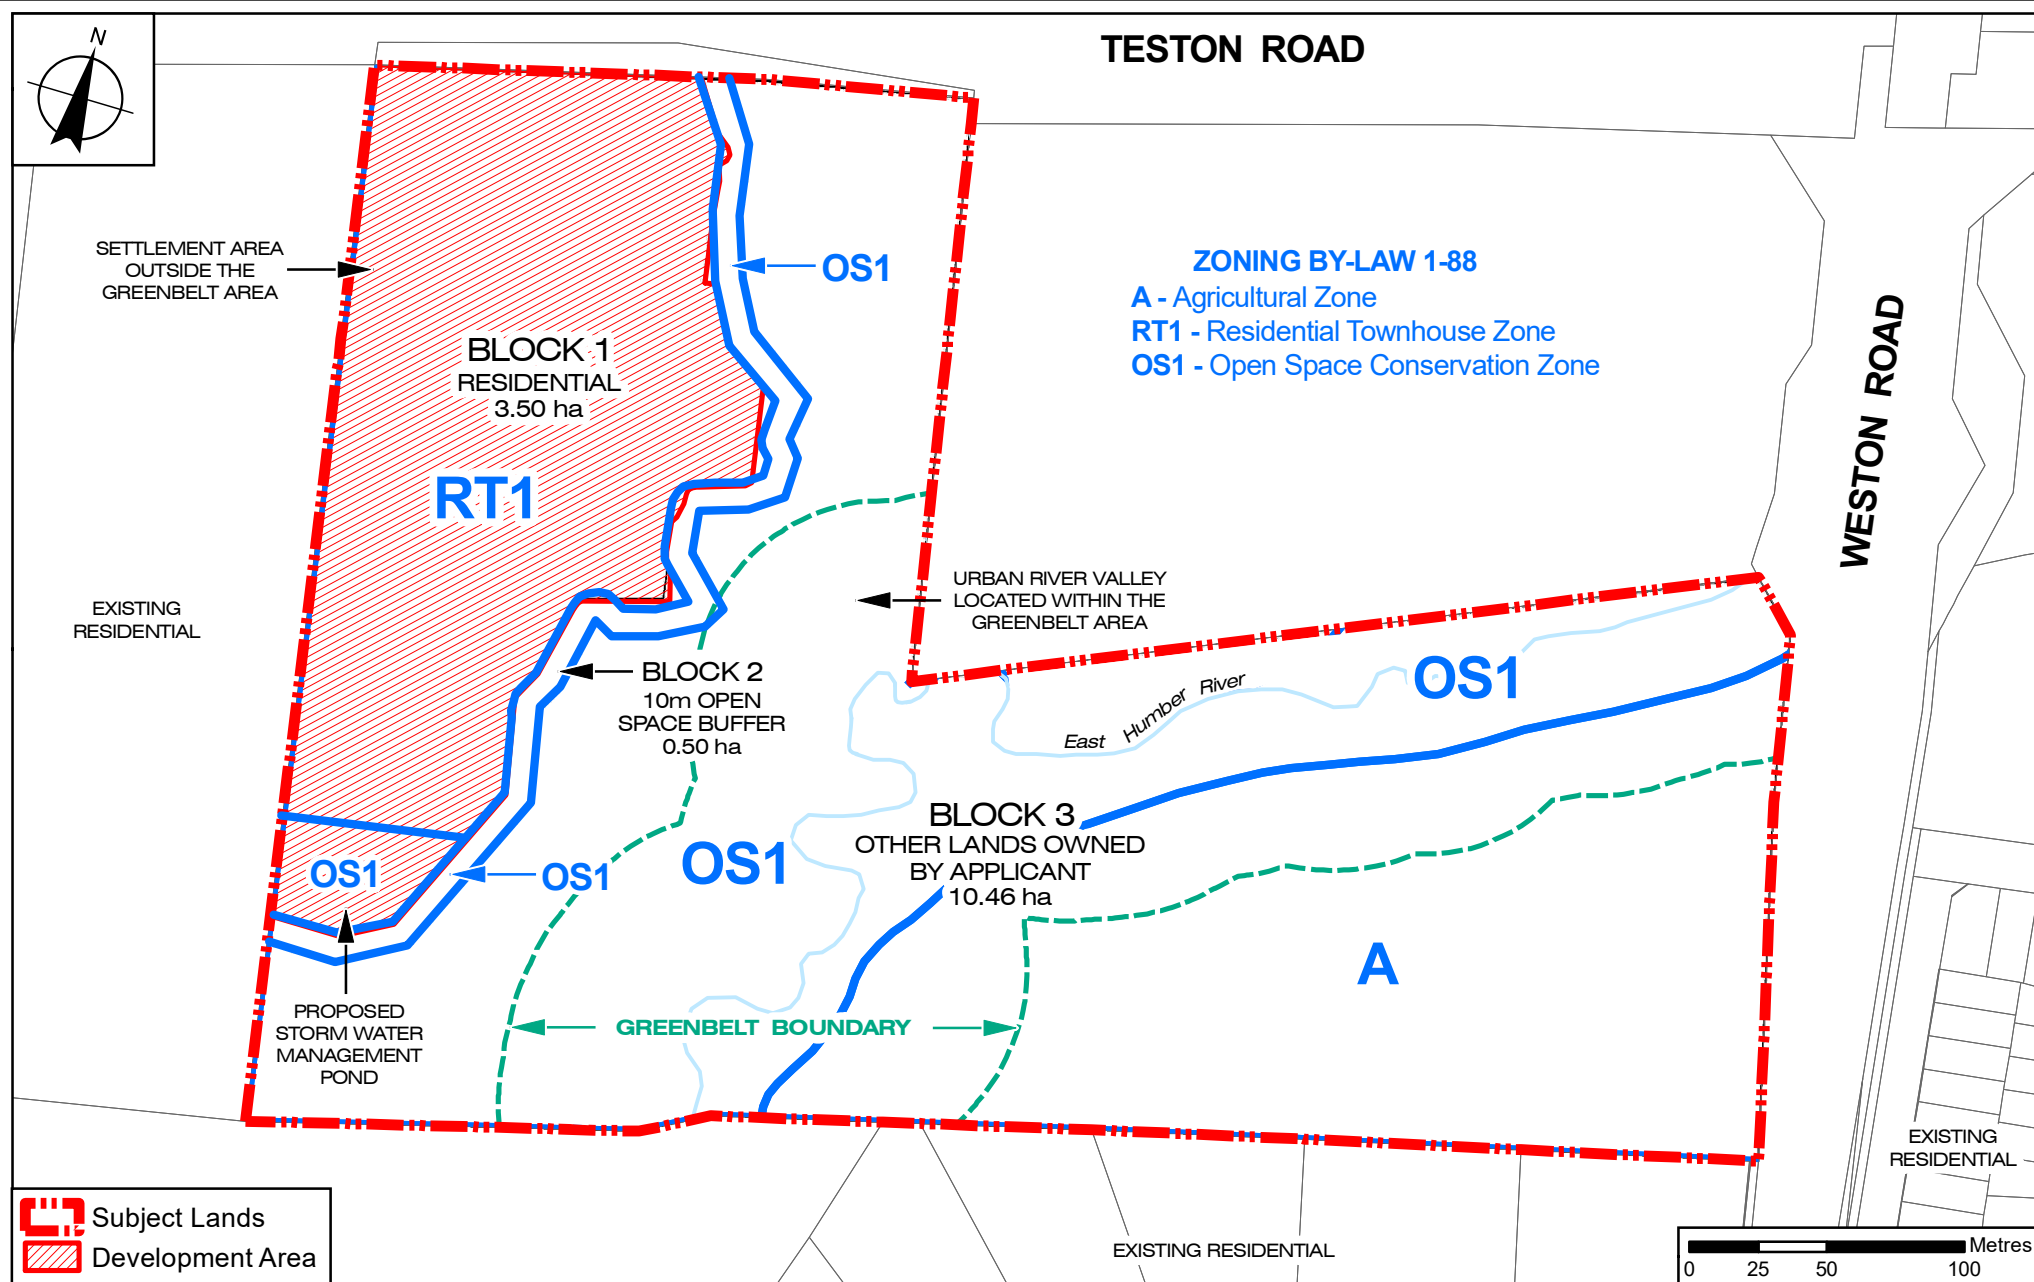 N
TESTON ROAD
SETTLEMENT AREA
OUTSIDE THE
GREENBELT AREA
OS1
ZONING BY-LAW 1-88
A - Agricultural Zone
RT1 - Residential Townhouse Zone
OS1 - Open Space Conservation Zone
WESTON ROAD
BLOCK 1
RESIDENTIAL
3.50 ha
RT1
EXISTING
RESIDENTIAL
URBAN RIVER VALLEY
LOCATED WITHIN THE
GREENBELT AREA
BLOCK 2
10m OPEN
SPACE BUFFER
0.50 ha
East Humber River
OS1
BLOCK 3
OTHER LANDS OWNED
BY APPLICANT
10.46 ha
OS1
OS1
OS1
A
PROPOSED
STORM WATER
MANAGEMENT
POND
GREENBELT BOUNDARY
EXISTING
RESIDENTIAL
EXISTING RESIDENTIAL
Subject Lands
Development Area
Metres
0 25 50 100